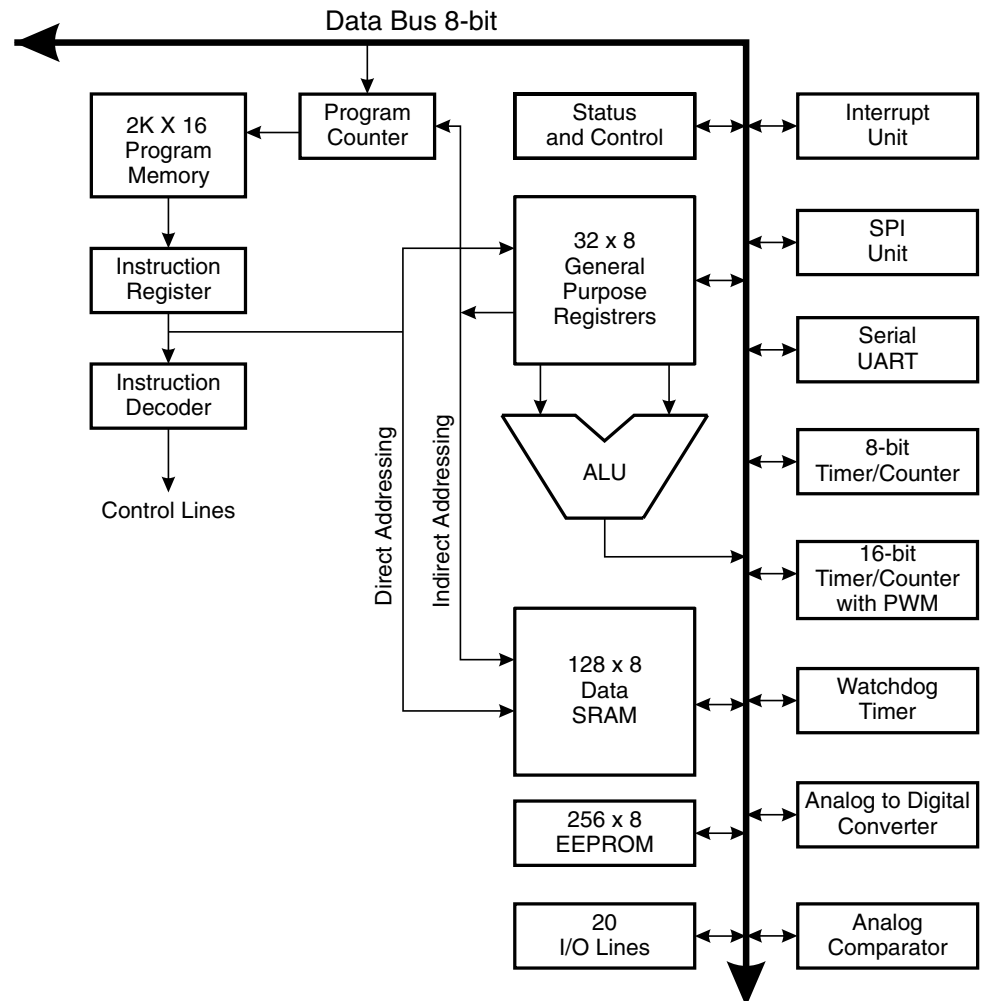 Data Bus 8-bit
2K X 16
Program
Memory
Program
Counter
Status
and Control
Interrupt
Unit
Instruction
Register
32 x 8
General
Purpose
Registrers
SPI
Unit
Serial
UART
Instruction
Decoder
Control Lines
Direct Addressing
Indirect Addressing
ALU
8-bit
Timer/Counter
16-bit
Timer/Counter
with PWM
128 x 8
Data
SRAM
Watchdog
Timer
256 x 8
EEPROM
Analog to Digital
Converter
20
I/O Lines
Analog
Comparator